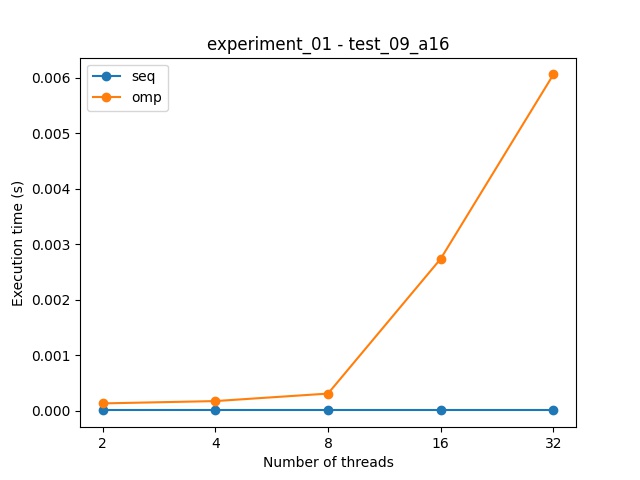 experiment_01 - test_09_a16
seq
omp
0.006
0.005
0.004
0.003
0.002
0.001
0.000
Execution time (s)
2 4 8 16 32
Number of threads